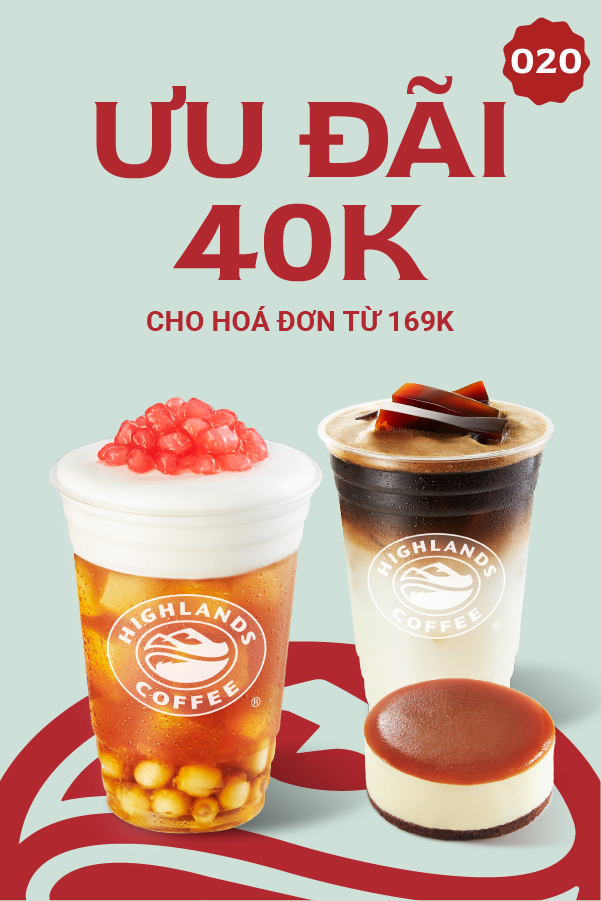 020
ƯU ĐÃI
40K
CHO HOÁ ĐƠN TỪ 169K
HIGHLANDS
COFFEE
®
HIGHLANDS
COFFEE
®